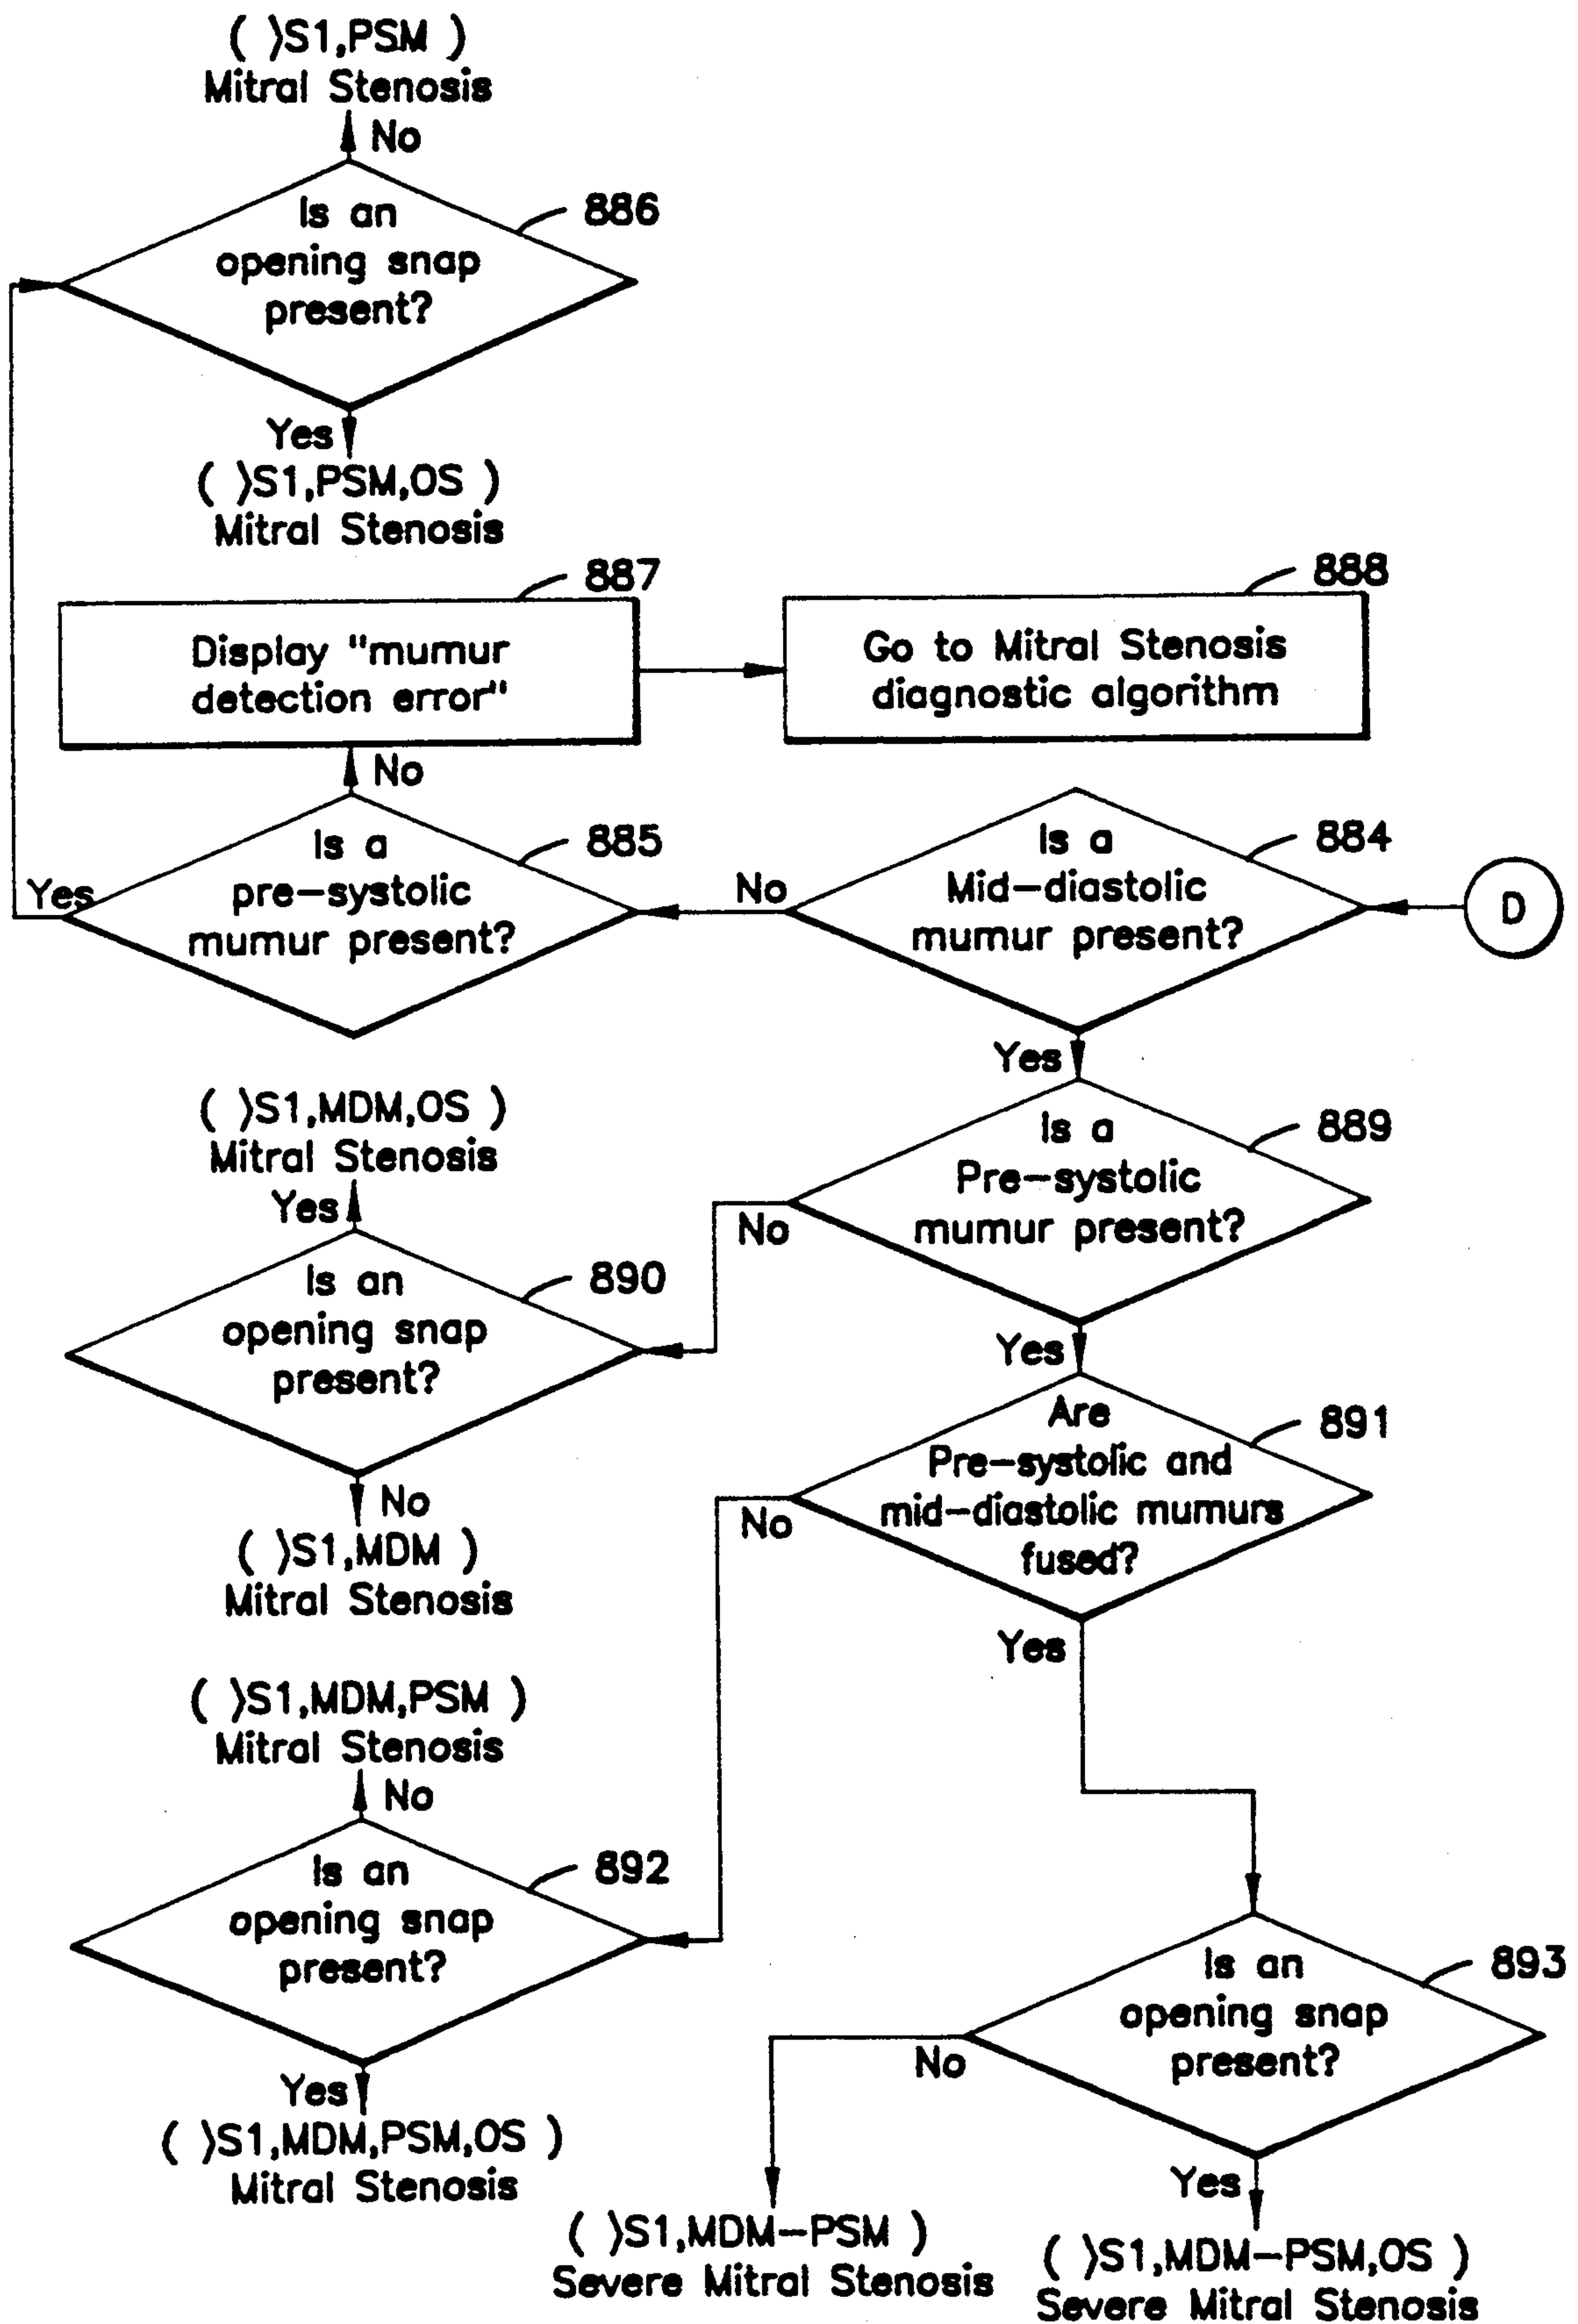 ( 〉S1,PSM )
Mitral Stenosis
No
Is an
opening snap
present?
886
Yes
( 〉S1,PSM,OS )
Mitral Stenosis
887
Display "mumur
detection error"
888
Go to Mitral Stenosis
diagnostic algorithm
No
Is a
pre-systolic
mumur present?
885
Yes
No
Is a
Mid-diastolic
mumur present?
884
D
Yes
( 〉S1,MDM,OS )
Mitral Stenosis
Yes
Is a
Pre-systolic
mumur present?
889
No
Is an
opening snap
present?
890
Yes
No
( 〉S1,MDM )
Mitral Stenosis
Are
Pre-systolic and
mid-diastolic mumurs
fused?
891
No
Yes
( 〉S1,MDM,PSM )
Mitral Stenosis
No
Is an
opening snap
present?
892
Yes
( 〉S1,MDM,PSM,OS )
Mitral Stenosis
Is an
opening snap
present?
893
No
Yes
( 〉S1,MDM-PSM )
Severe Mitral Stenosis
( 〉S1,MDM-PSM,OS )
Severe Mitral Stenosis